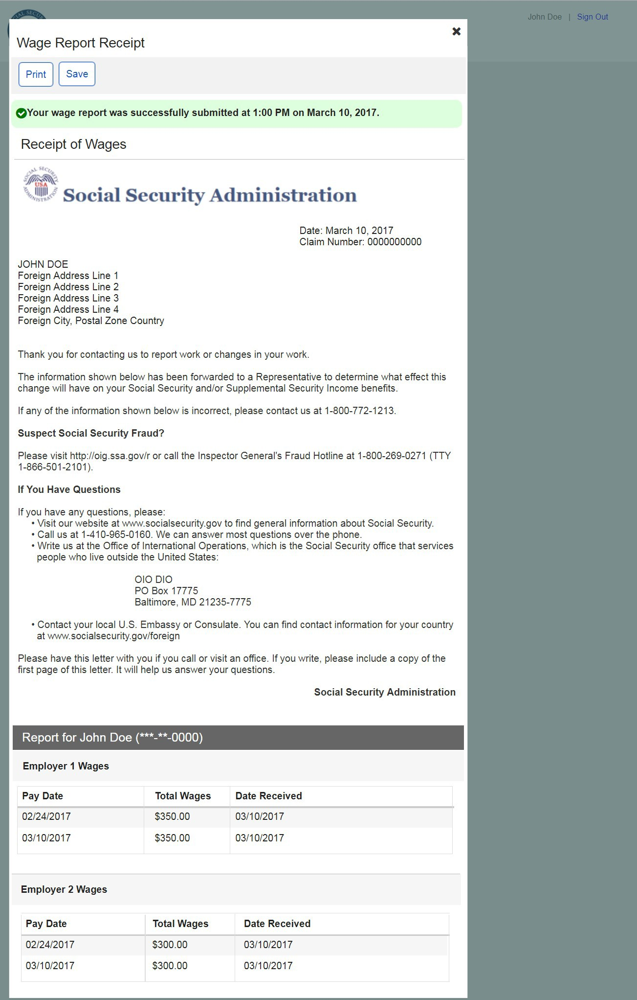 John Doe | Sign Out
Wage Report Receipt
Print Save
Your wage report was successfully submitted at 1:00 PM on March 10, 2017.
Receipt of Wages
SOCIAL SECURITY ADMINISTRATION
USA
Social Security Administration
Date: March 10, 2017
Claim Number: 0000000000
JOHN DOE
Foreign Address Line 1
Foreign Address Line 2
Foreign Address Line 3
Foreign Address Line 4
Foreign City, Postal Zone Country
Thank you for contacting us to report work or changes in your work.
The information shown below has been forwarded to a Representative to determine what effect this
change will have on your Social Security and/or Supplemental Security Income benefits.
If any of the information shown below is incorrect, please contact us at 1-800-772-1213.
Suspect Social Security Fraud?
Please visit http://oig.ssa.gov/r or call the Inspector General's Fraud Hotline at 1-800-269-0271 (TTY
1-866-501-2101).
If You Have Questions
If you have any questions, please:
• Visit our website at www.socialsecurity.gov to find general information about Social Security.
• Call us at 1-410-965-0160. We can answer most questions over the phone.
• Write us at the Office of International Operations, which is the Social Security office that services
people who live outside the United States:
OIO DIO
PO Box 17775
Baltimore, MD 21235-7775
• Contact your local U.S. Embassy or Consulate. You can find contact information for your country
at www.socialsecurity.gov/foreign
Please have this letter with you if you call or visit an office. If you write, please include a copy of the
first page of this letter. It will help us answer your questions.
Social Security Administration
Report for John Doe (***-**-0000)
Employer 1 Wages
Pay Date Total Wages Date Received
02/24/2017 $350.00 03/10/2017
03/10/2017 $350.00 03/10/2017
Employer 2 Wages
Pay Date Total Wages Date Received
02/24/2017 $300.00 03/10/2017
03/10/2017 $300.00 03/10/2017